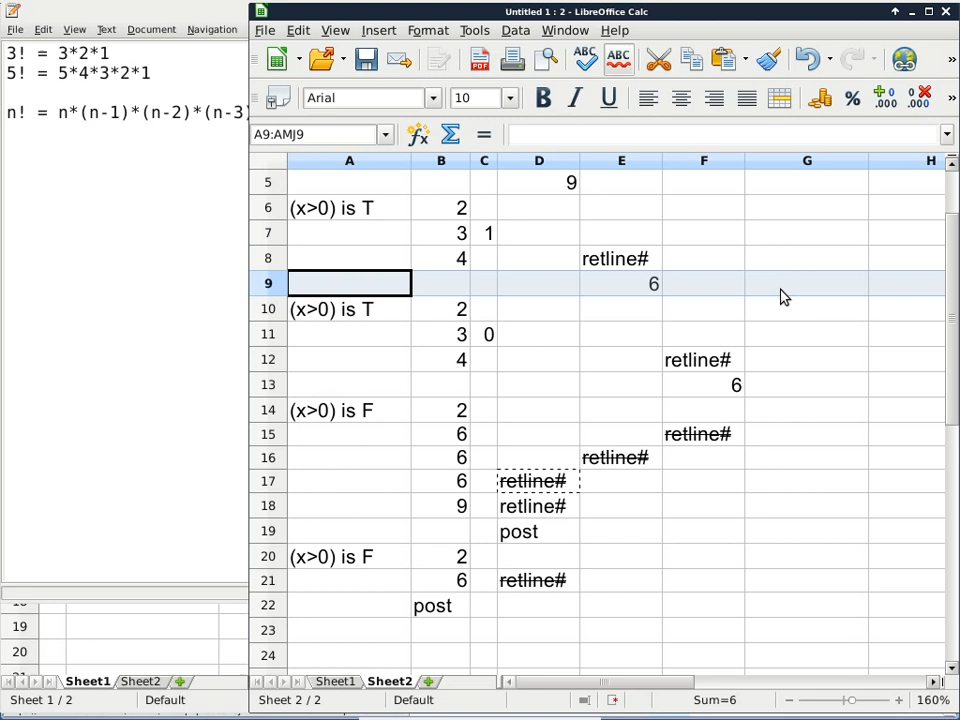 Untitled 1 : 2 - LibreOffice Calc
File Edit View Text Document Navigation
File Edit View Insert Format Tools Data Window Help
3! = 3*2*1
5! = 5*4*3*2*1
n! = n*(n-1)*(n-2)*(n-3)
Arial 10 B I U % .000 .000
A9:AMJ9 fx Σ =
A B C D E F G H
5 9
6 (x>0) is T 2
7 3 1
8 4 retline#
9 6
10 (x>0) is T 2
11 3 0
12 4 retline#
13 6
14 (x>0) is F 2
15 6 retline#
16 6 retline#
17 6 retline#
18 9 retline#
19 post
20 (x>0) is F 2
21 6 retline#
22 post
23
24
19
20
Sheet1 Sheet2
Sheet1 Sheet2
Sheet 1 / 2 Default
Sheet 2 / 2 Default Sum=6 160%